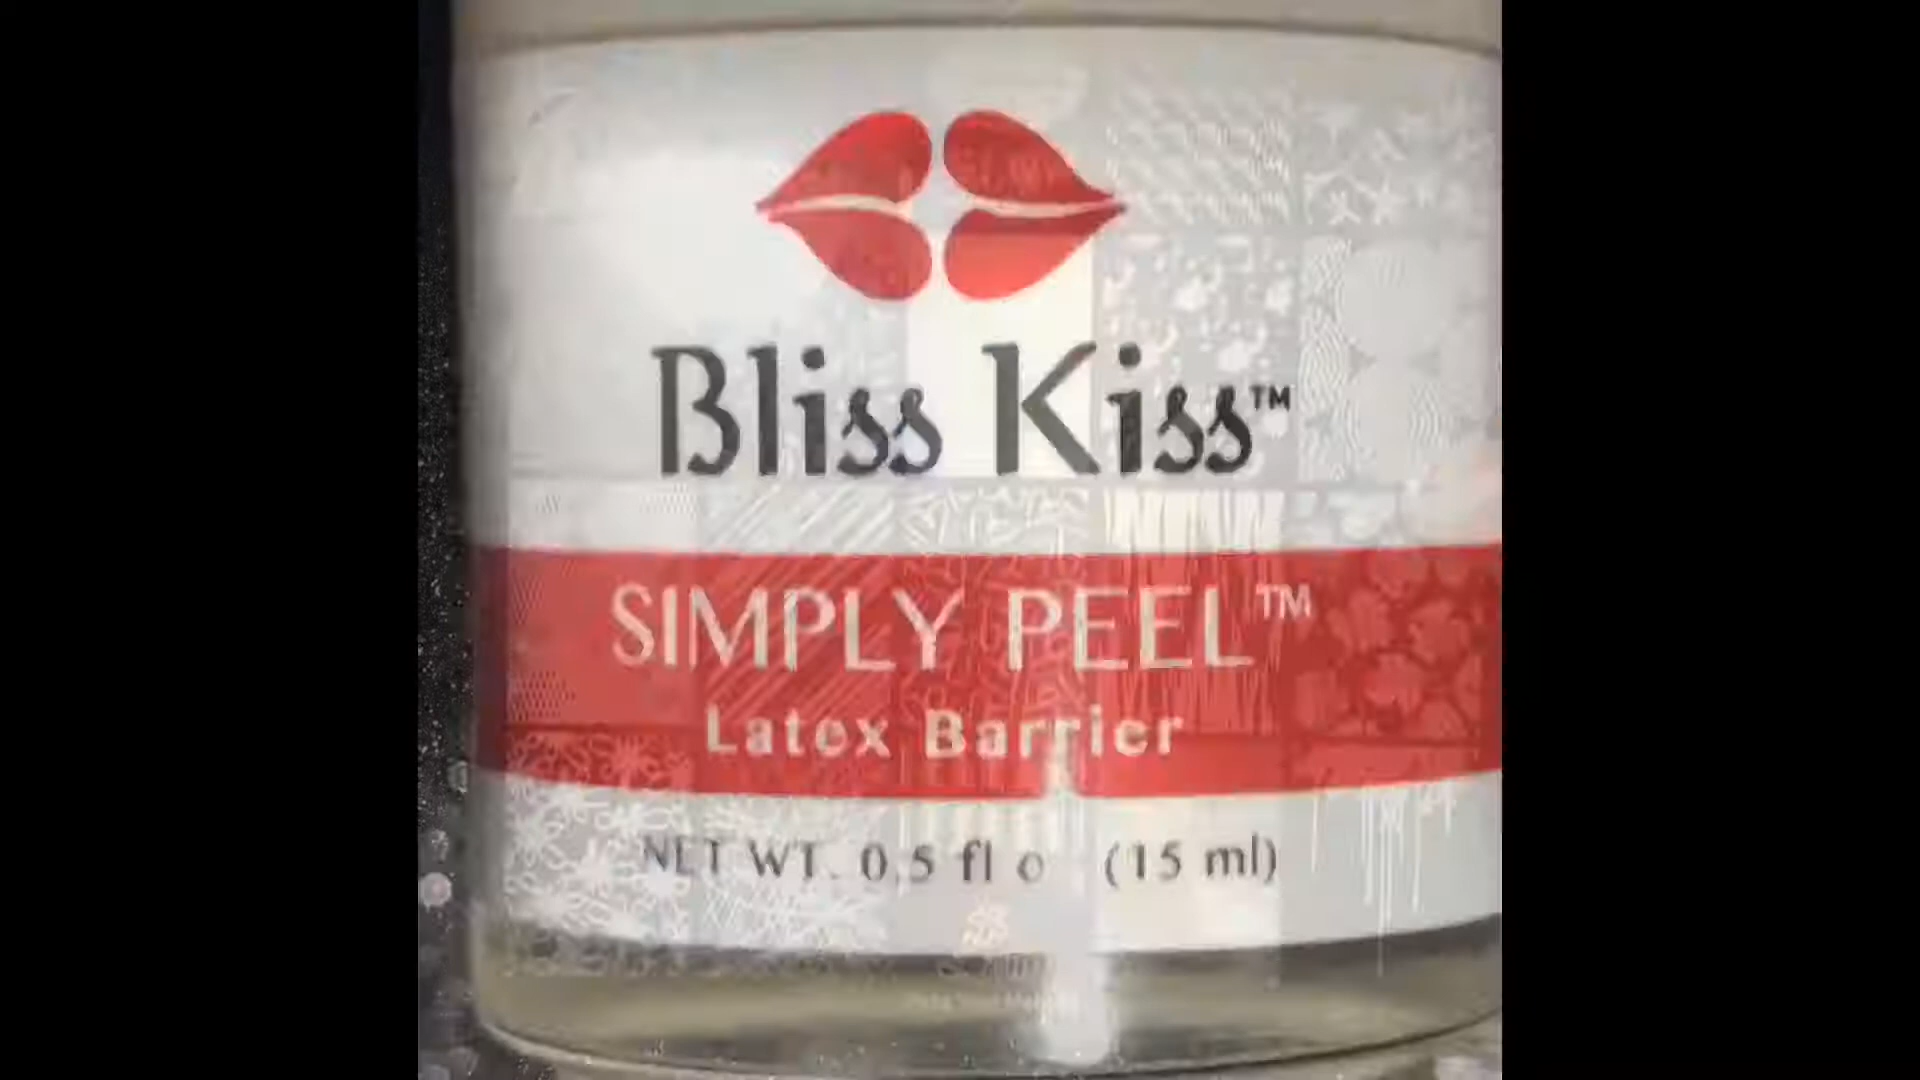 Bliss Kiss™
SIMPLY PEEL™
Latex Barrier
NET WT. 0.5 fl o (15 ml)